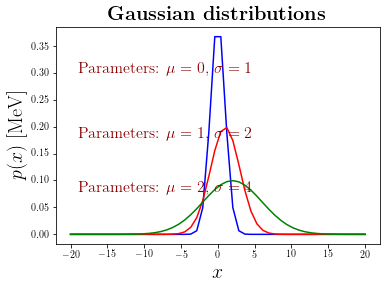 Gaussian distributions
p(x) [MeV]
0.35
0.30
0.25
0.20
0.15
0.10
0.05
0.00
Parameters: μ = 0, σ = 1
Parameters: μ = 1, σ = 2
Parameters: μ = 2, σ = 4
−20 −15 −10 −5 0 5 10 15 20
x